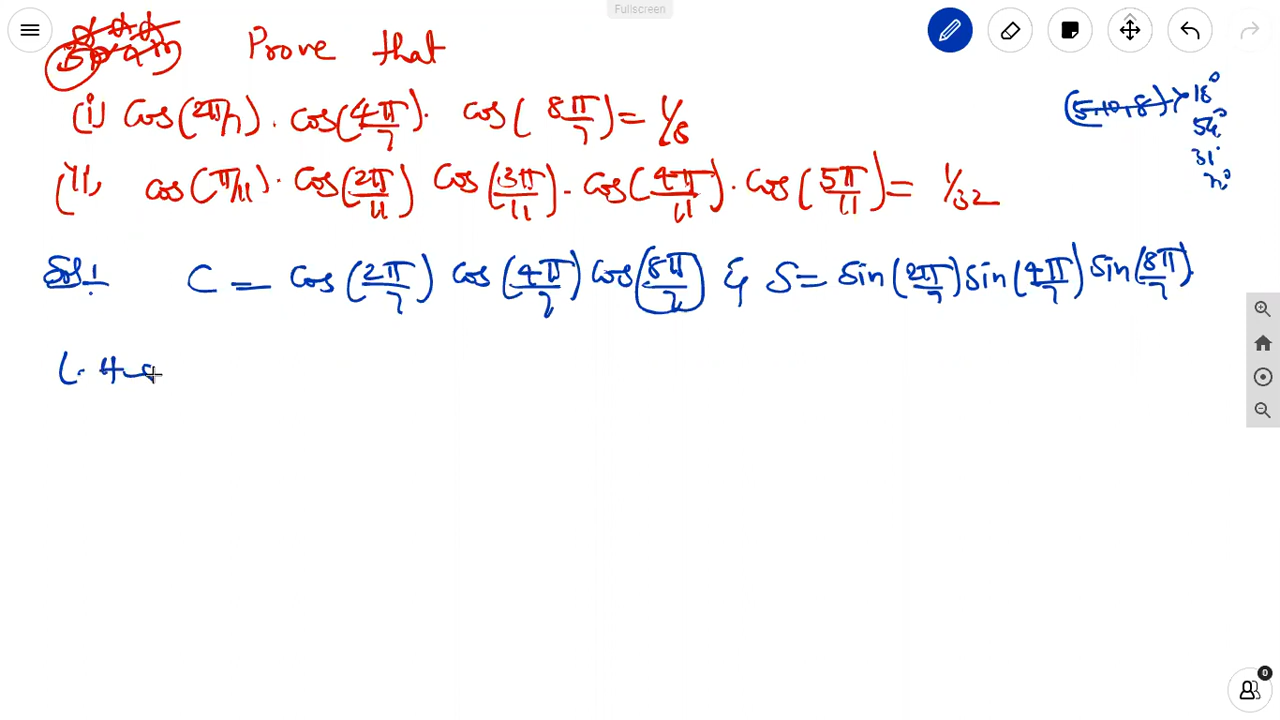 Fullscreen
Prove that
(i) Cos(2π/7) . cos(4π/7) . cos(8π/7) = 1/8
(ii) cos(π/11) . cos(2π/11) cos(3π/11) . cos(4π/11) . cos(5π/11) = 1/32
18°
54°
Sol:
C = cos(2π/7) cos(4π/7) cos(8π/7) & S = sin(2π/7) sin(4π/7) sin(8π/7).
0